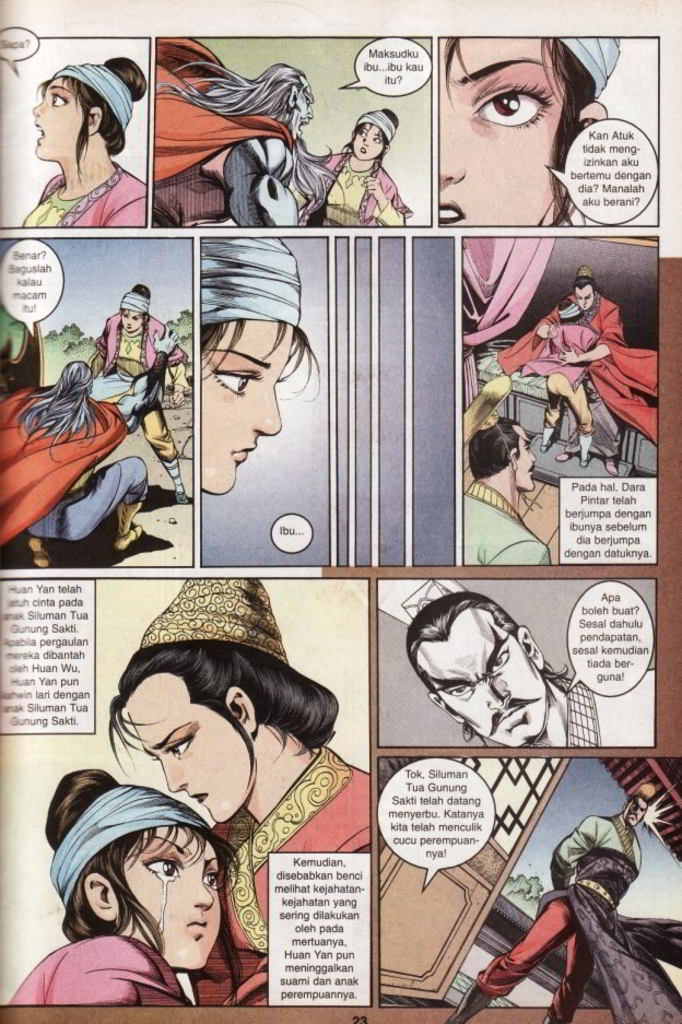 Siapa?
Maksudku
ibu...ibu kau
itu?
Kan Atuk
tidak meng-
izinkan aku
bertemu dengan
dia? Manalah
aku berani?
Benar?
Baguslah
kalau
macam
itu!
Ibu...
Pada hal, Dara
Pintar telah
berjumpa dengan
ibunya sebelum
dia berjumpa
dengan datuknya.
Huan Yan telah
jatuh cinta pada
anak Siluman Tua
Gunung Sakti.
Apabila pergaulan
mereka dibantah
oleh Huan Wu,
Huan Yan pun
kahwin lari dengan
anak Siluman Tua
Gunung Sakti.
Apa
boleh buat?
Sesal dahulu
pendapatan,
sesal kemudian
tiada ber-
guna!
Kemudian,
disebabkan benci
melihat kejahatan-
kejahatan yang
sering dilakukan
oleh pada
mertuanya,
Huan Yan pun
meninggalkan
suami dan anak
perempuannya.
Tok, Siluman
Tua Gunung
Sakti telah datang
menyerbu. Katanya
kita telah menculik
cucu perempuan-
nya!
23